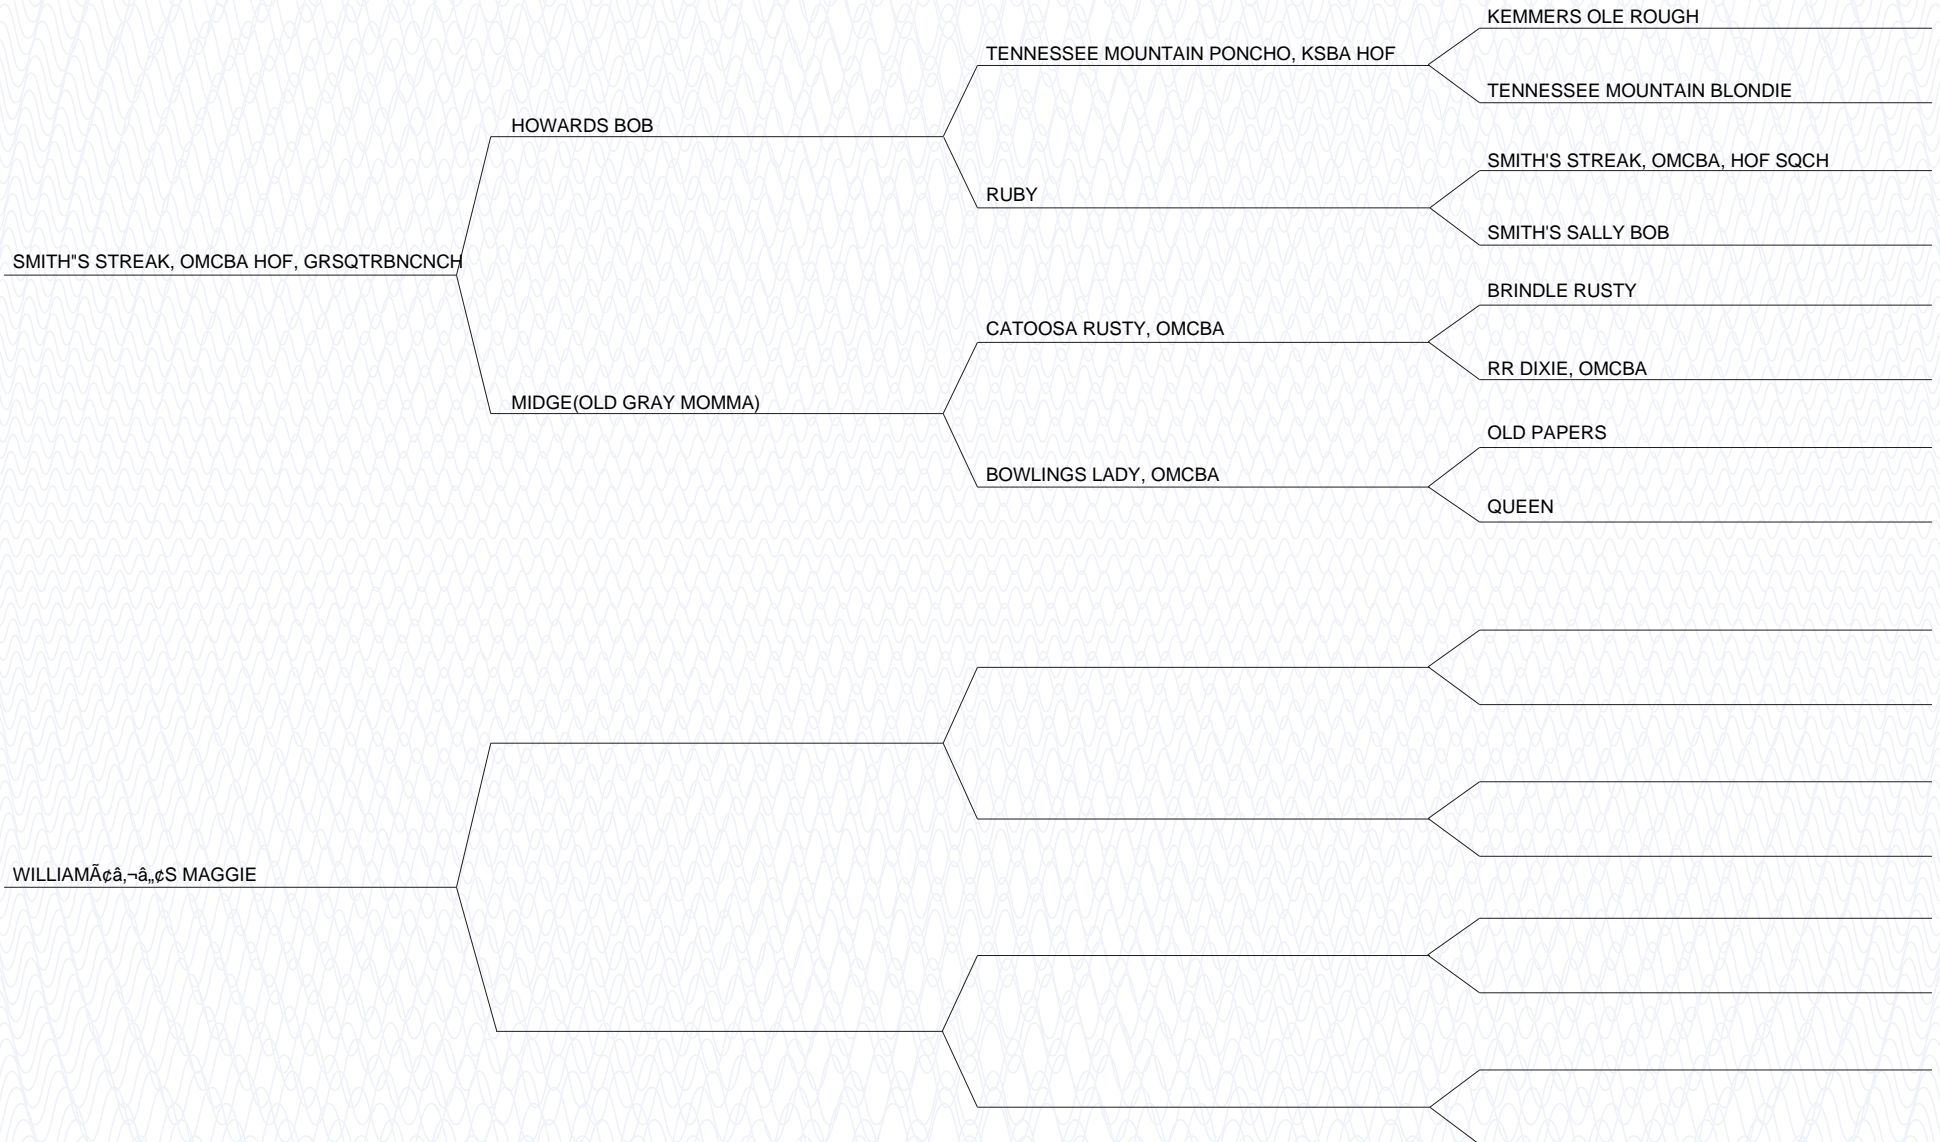 KEMMERS OLE ROUGH
TENNESSEE MOUNTAIN PONCHO, KSBA HOF
TENNESSEE MOUNTAIN BLONDIE
HOWARDS BOB
SMITH'S STREAK, OMCBA, HOF SQCH
RUBY
SMITH'S SALLY BOB
SMITH"S STREAK, OMCBA HOF, GRSQTRBNCNCH
BRINDLE RUSTY
CATOOSA RUSTY, OMCBA
RR DIXIE, OMCBA
MIDGE(OLD GRAY MOMMA)
OLD PAPERS
BOWLINGS LADY, OMCBA
QUEEN
WILLIAMÃ¢â‚¬â„¢S MAGGIE